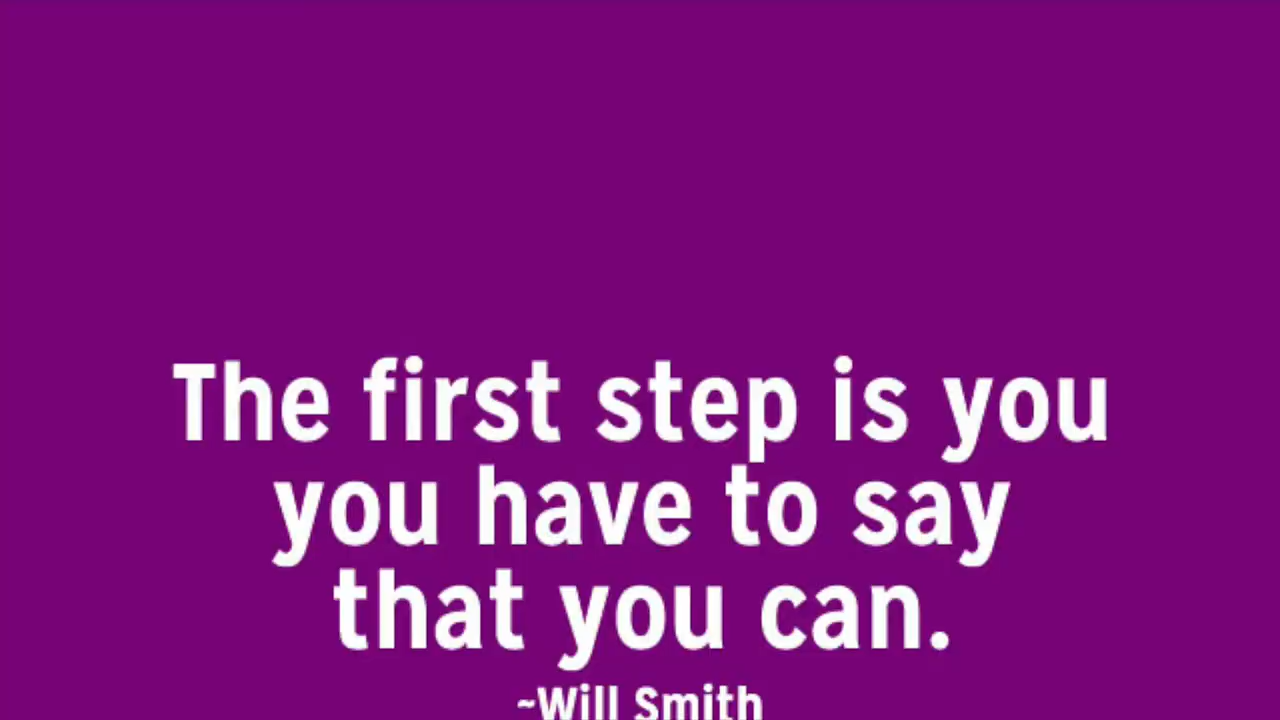 The first step is you
you have to say
that you can.
~Will Smith